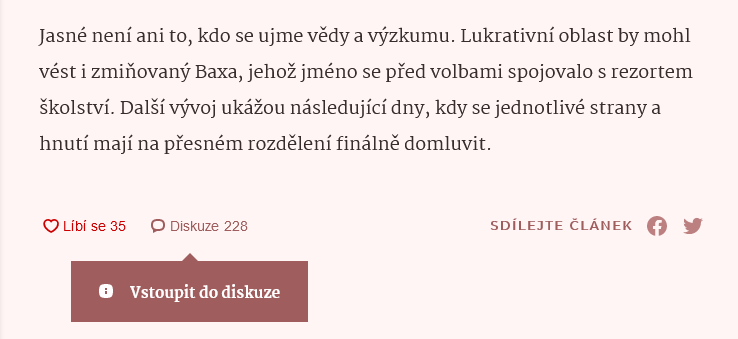 Jasné není ani to, kdo se ujme vědy a výzkumu. Lukrativní oblast by mohl
vést i zmiňovaný Baxa, jehož jméno se před volbami spojovalo s rezortem
školství. Další vývoj ukážou následující dny, kdy se jednotlivé strany a
hnutí mají na přesném rozdělení finálně domluvit.
Líbí se 35 Diskuze 228 SDÍLEJTE ČLÁNEK
Vstoupit do diskuze